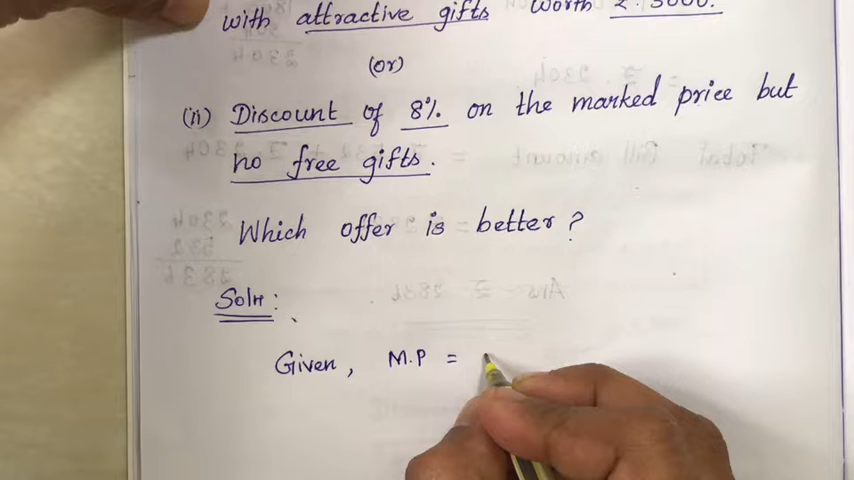 with attractive gifts worth ₹.3000.
(or)
(ii) Discount of 8% on the marked price but
no free gifts.
Which offer is better?
Soln:
Given, M.P =